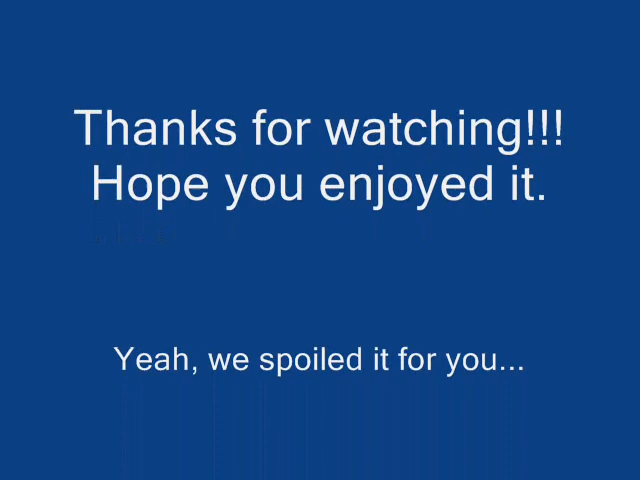 Thanks for watching!!!
Hope you enjoyed it.
Yeah, we spoiled it for you...